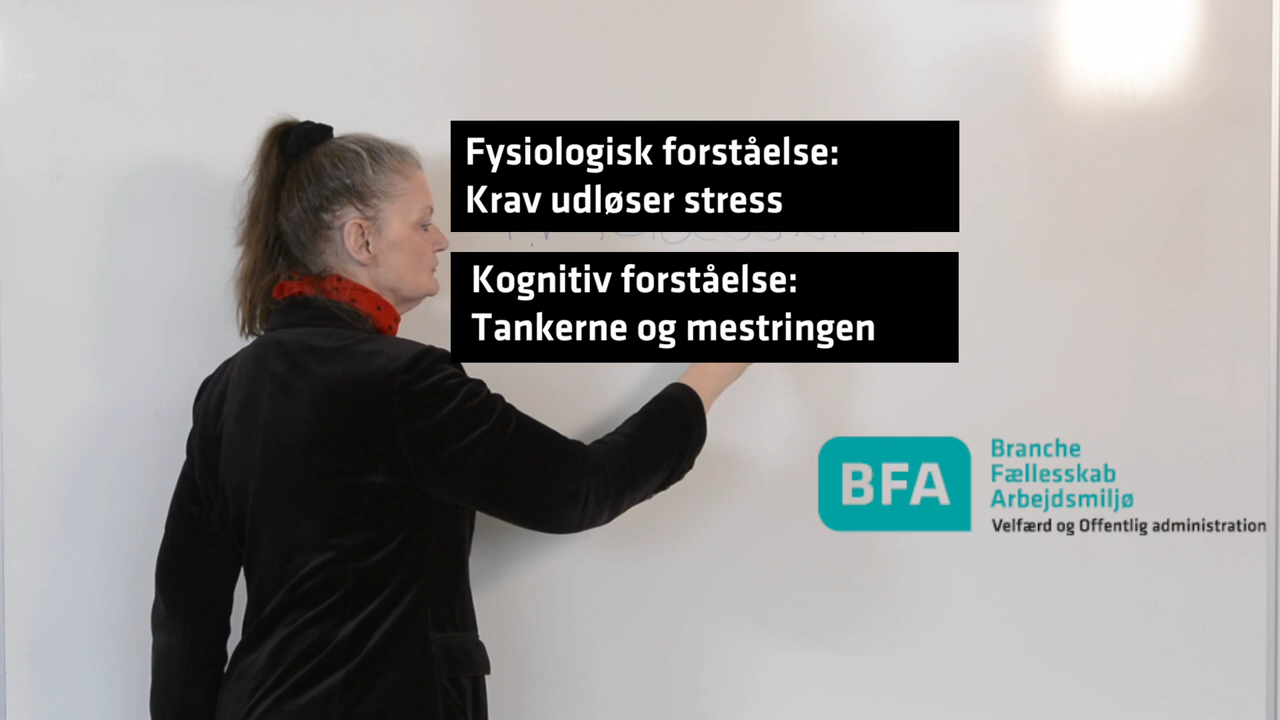 Fysiologisk forståelse:
Krav udløser stress
Kognitiv forståelse:
Tankerne og mestringen
BFA
Branche
Fællesskab
Arbejdsmiljø
Velfærd og Offentlig administration